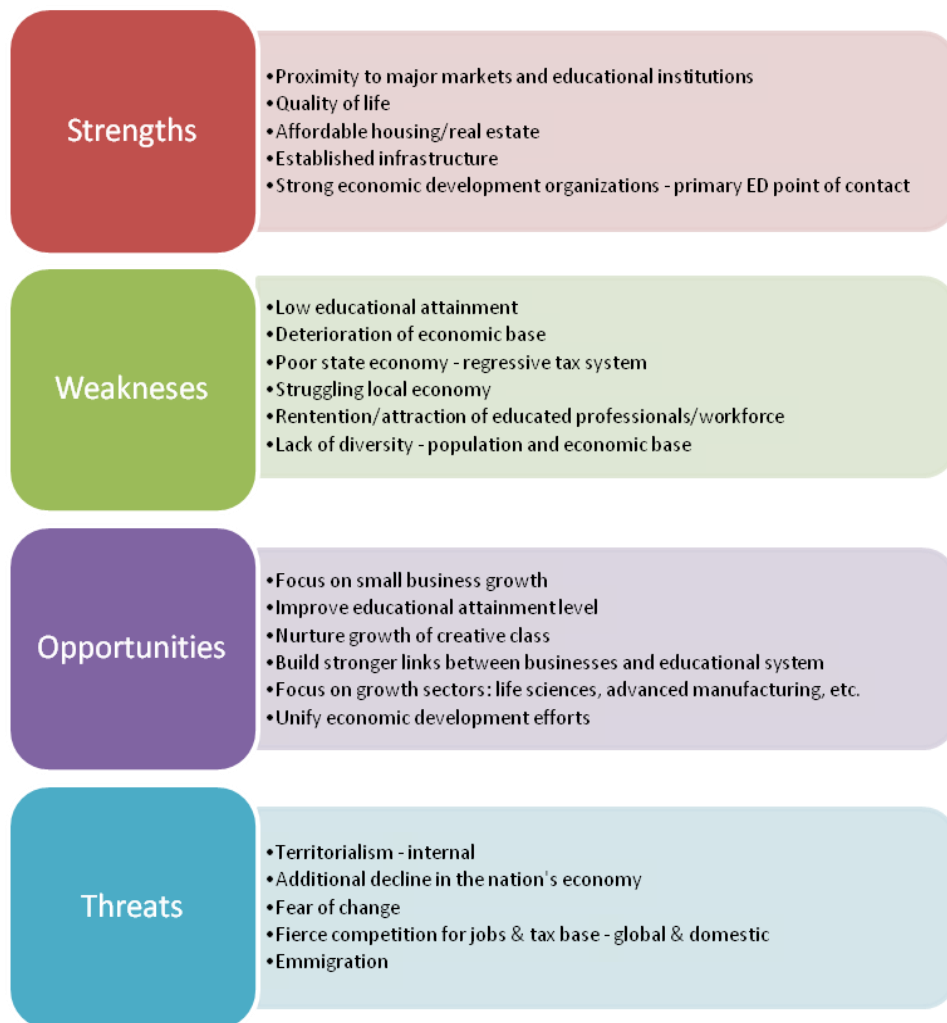 Strengths
•Proximity to major markets and educational institutions
•Quality of life
•Affordable housing/real estate
•Established infrastructure
•Strong economic development organizations - primary ED point of contact
Weakneses
•Low educational attainment
•Deterioration of economic base
•Poor state economy - regressive tax system
•Struggling local economy
•Rentention/attraction of educated professionals/workforce
•Lack of diversity - population and economic base
Opportunities
•Focus on small business growth
•Improve educational attainment level
•Nurture growth of creative class
•Build stronger links between businesses and educational system
•Focus on growth sectors: life sciences, advanced manufacturing, etc.
•Unify economic development efforts
Threats
•Territorialism - internal
•Additional decline in the nation's economy
•Fear of change
•Fierce competition for jobs & tax base - global & domestic
•Emmigration